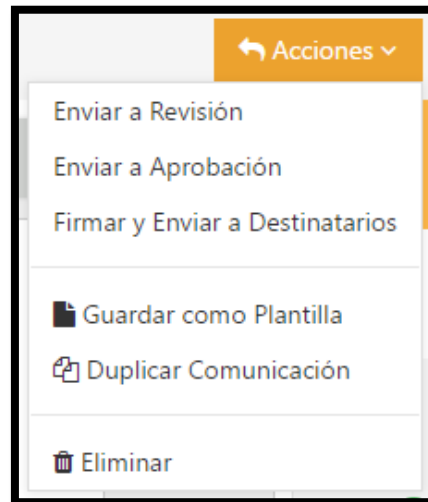 Acciones
Enviar a Revisión
Enviar a Aprobación
Firmar y Enviar a Destinatarios
Guardar como Plantilla
Duplicar Comunicación
Eliminar